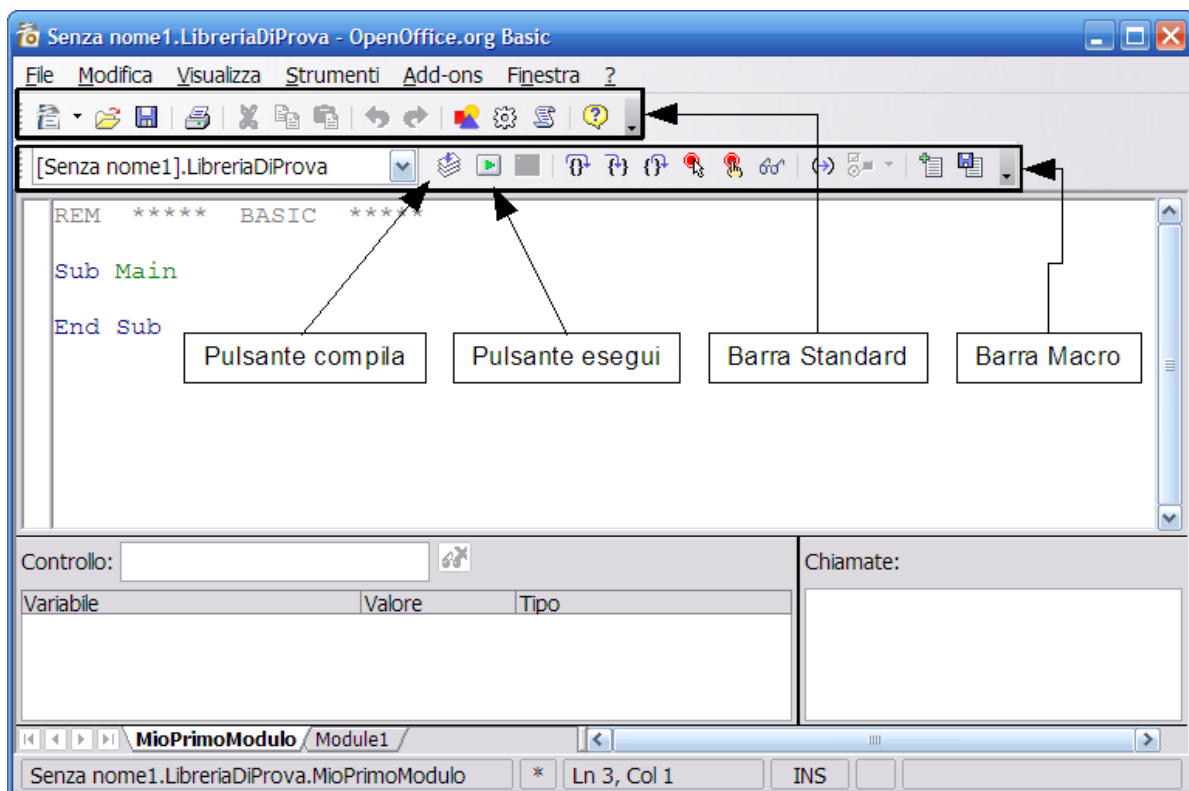 Senza nome1.LibreriaDiProva - OpenOffice.org Basic
File Modifica Visualizza Strumenti Add-ons Finestra ?
[Senza nome1].LibreriaDiProva
REM ***** BASIC *****
Sub Main
End Sub
Pulsante compila
Pulsante esegui
Barra Standard
Barra Macro
Controllo:
Chiamate:
Variabile Valore Tipo
MioPrimoModulo Module1
Senza nome1.LibreriaDiProva.MioPrimoModulo * Ln 3, Col 1 INS